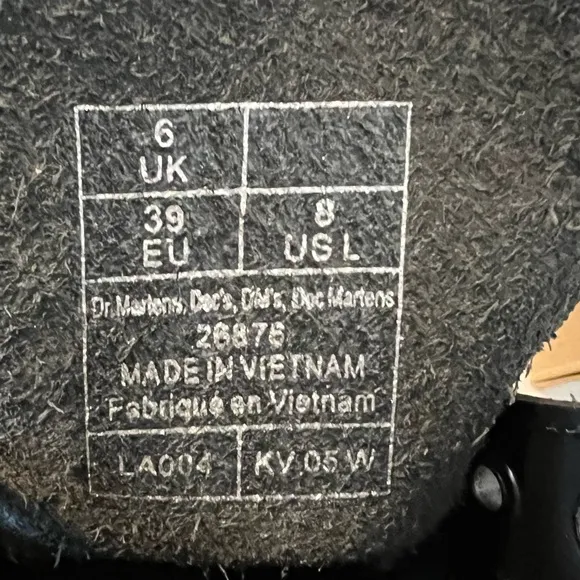 6
UK
39
EU
8
US L
Dr. Martens, Doc's, DM's, Doc Martens
26876
MADE IN VIETNAM
Fabriqué en Vietnam
LA004
KV.05 W